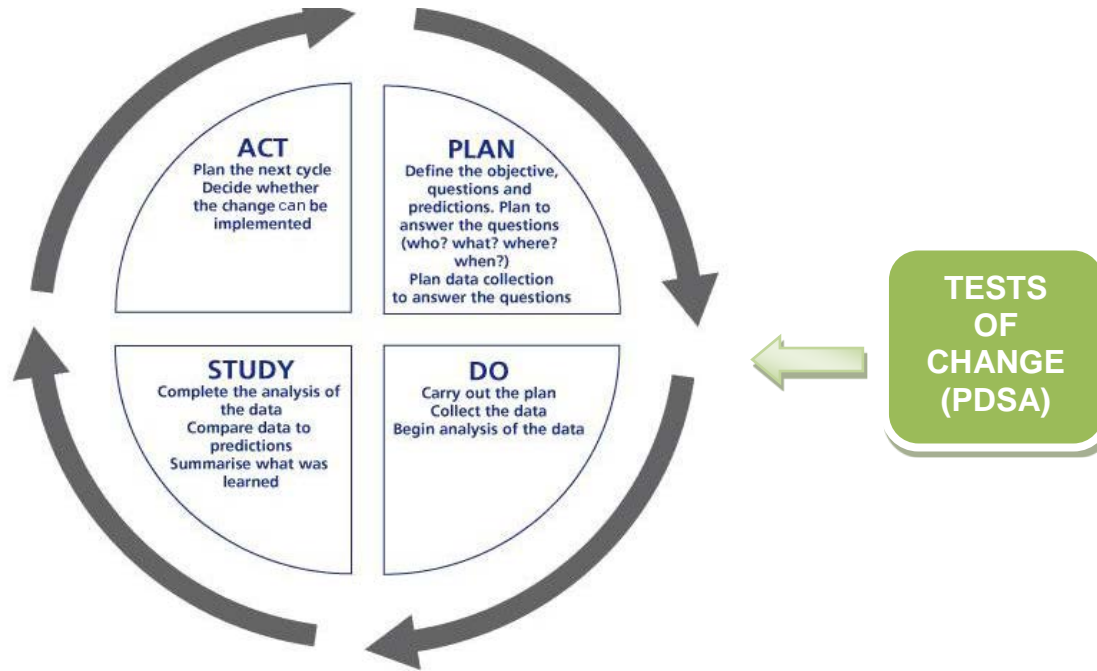 ACT
Plan the next cycle
Decide whether
the change can be
implemented
PLAN
Define the objective,
questions and
predictions. Plan to
answer the questions
(who? what? where?
when?)
Plan data collection
to answer the questions
STUDY
Complete the analysis of
the data
Compare data to
predictions
Summarise what was
learned
DO
Carry out the plan
Collect the data
Begin analysis of the data
TESTS
OF
CHANGE
(PDSA)